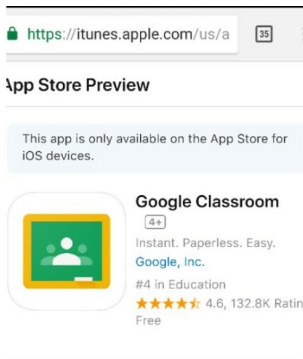 https://itunes.apple.com/us/a
35
App Store Preview
This app is only available on the App Store for
iOS devices.
Google Classroom
4+
Instant. Paperless. Easy.
Google, Inc.
#4 in Education
4.6, 132.8K Ratin
Free